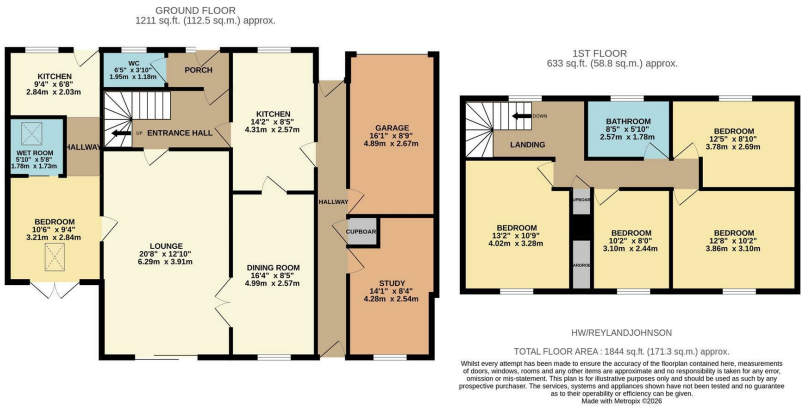 GROUND FLOOR
1211 sq.ft. (112.5 sq.m.) approx.
KITCHEN
9'4" x 6'8"
2.84m x 2.03m
WC
6'5" x 3'10"
1.95m x 1.18m
PORCH
KITCHEN
14'2" x 8'5"
4.31m x 2.57m
GARAGE
16'1" x 8'9"
4.89m x 2.67m
UP
ENTRANCE HALL
HALLWAY
WET ROOM
5'10" x 5'8"
1.78m x 1.73m
HALLWAY
BEDROOM
10'6" x 9'4"
3.21m x 2.84m
LOUNGE
20'8" x 12'10"
6.29m x 3.91m
DINING ROOM
16'4" x 8'5"
4.99m x 2.57m
CUPBOAR
STUDY
14'1" x 8'4"
4.28m x 2.54m
1ST FLOOR
633 sq.ft. (58.8 sq.m.) approx.
DOWN
LANDING
BATHROOM
8'5" x 5'10"
2.57m x 1.78m
BEDROOM
12'5" x 8'10"
3.78m x 2.69m
BEDROOM
13'2" x 10'9"
4.02m x 3.28m
UPBOAR
ARDROB
BEDROOM
10'2" x 8'0"
3.10m x 2.44m
BEDROOM
12'8" x 10'2"
3.86m x 3.10m
HW/REYLANDJOHNSON
TOTAL FLOOR AREA : 1844 sq.ft. (171.3 sq.m.) approx.
Whilst every attempt has been made to ensure the accuracy of the floorplan contained here, measurements
of doors, windows, rooms and any other items are approximate and no responsibility is taken for any error,
omission or mis-statement. This plan is for illustrative purposes only and should be used as such by any
prospective purchaser. The services, systems and appliances shown have not been tested and no guarantee
as to their operability or efficiency can be given.
Made with Metropix ©2026